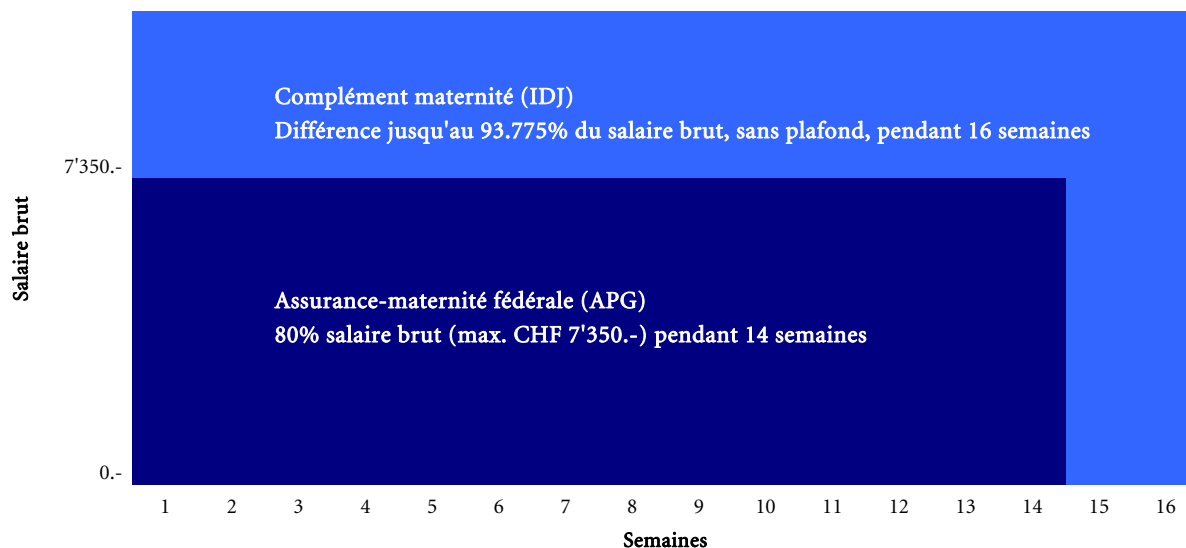 Complément maternité (IDJ)
Différence jusqu'au 93.775% du salaire brut, sans plafond, pendant 16 semaines
7'350.-
Salaire brut
Assurance-maternité fédérale (APG)
80% salaire brut (max. CHF 7'350.-) pendant 14 semaines
0.-
1 2 3 4 5 6 7 8 9 10 11 12 13 14 15 16
Semaines